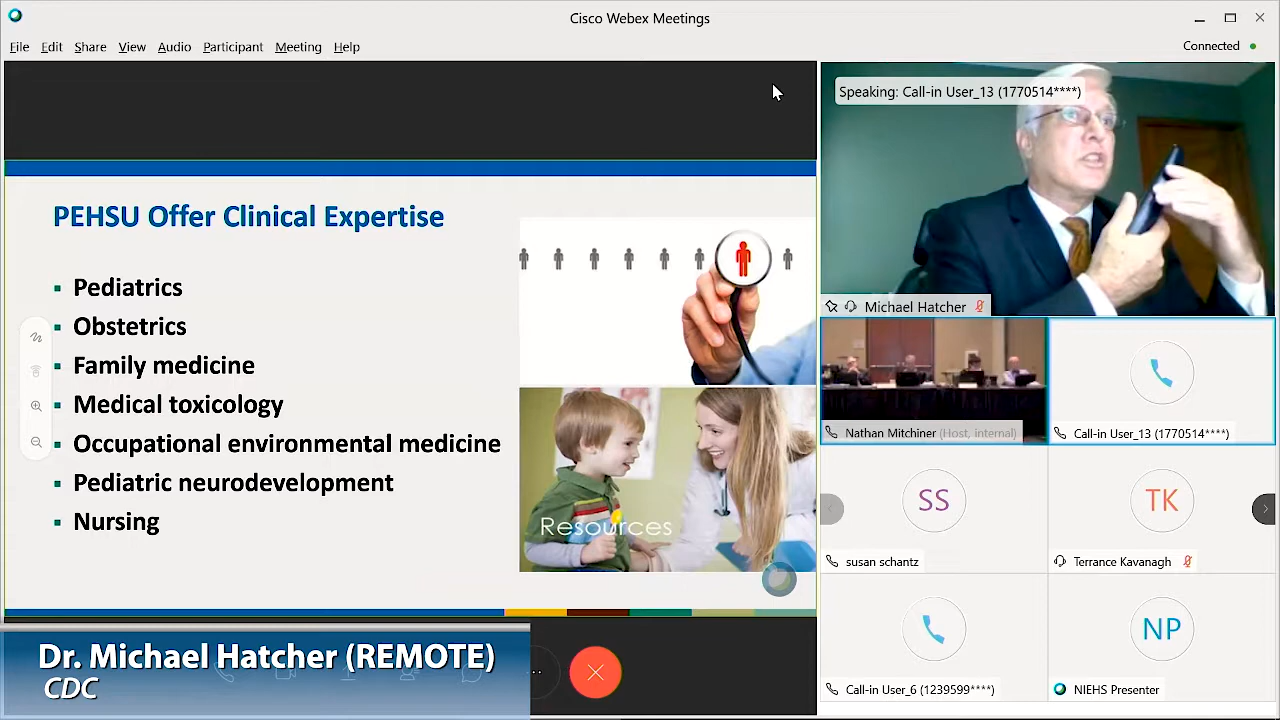 Cisco Webex Meetings
File Edit Share View Audio Participant Meeting Help
Connected
Speaking: Call-in User_13 (1770514****)
Michael Hatcher
PEHSU Offer Clinical Expertise
Pediatrics
Obstetrics
Family medicine
Medical toxicology
Occupational environmental medicine
Pediatric neurodevelopment
Nursing
Resources
Nathan Mitchiner (Host, internal)
Call-in User_13 (1770514****)
SS
susan schantz
TK
Terrance Kavanagh
Call-in User_6 (1239599****)
NP
NIEHS Presenter
Dr. Michael Hatcher (REMOTE)
CDC